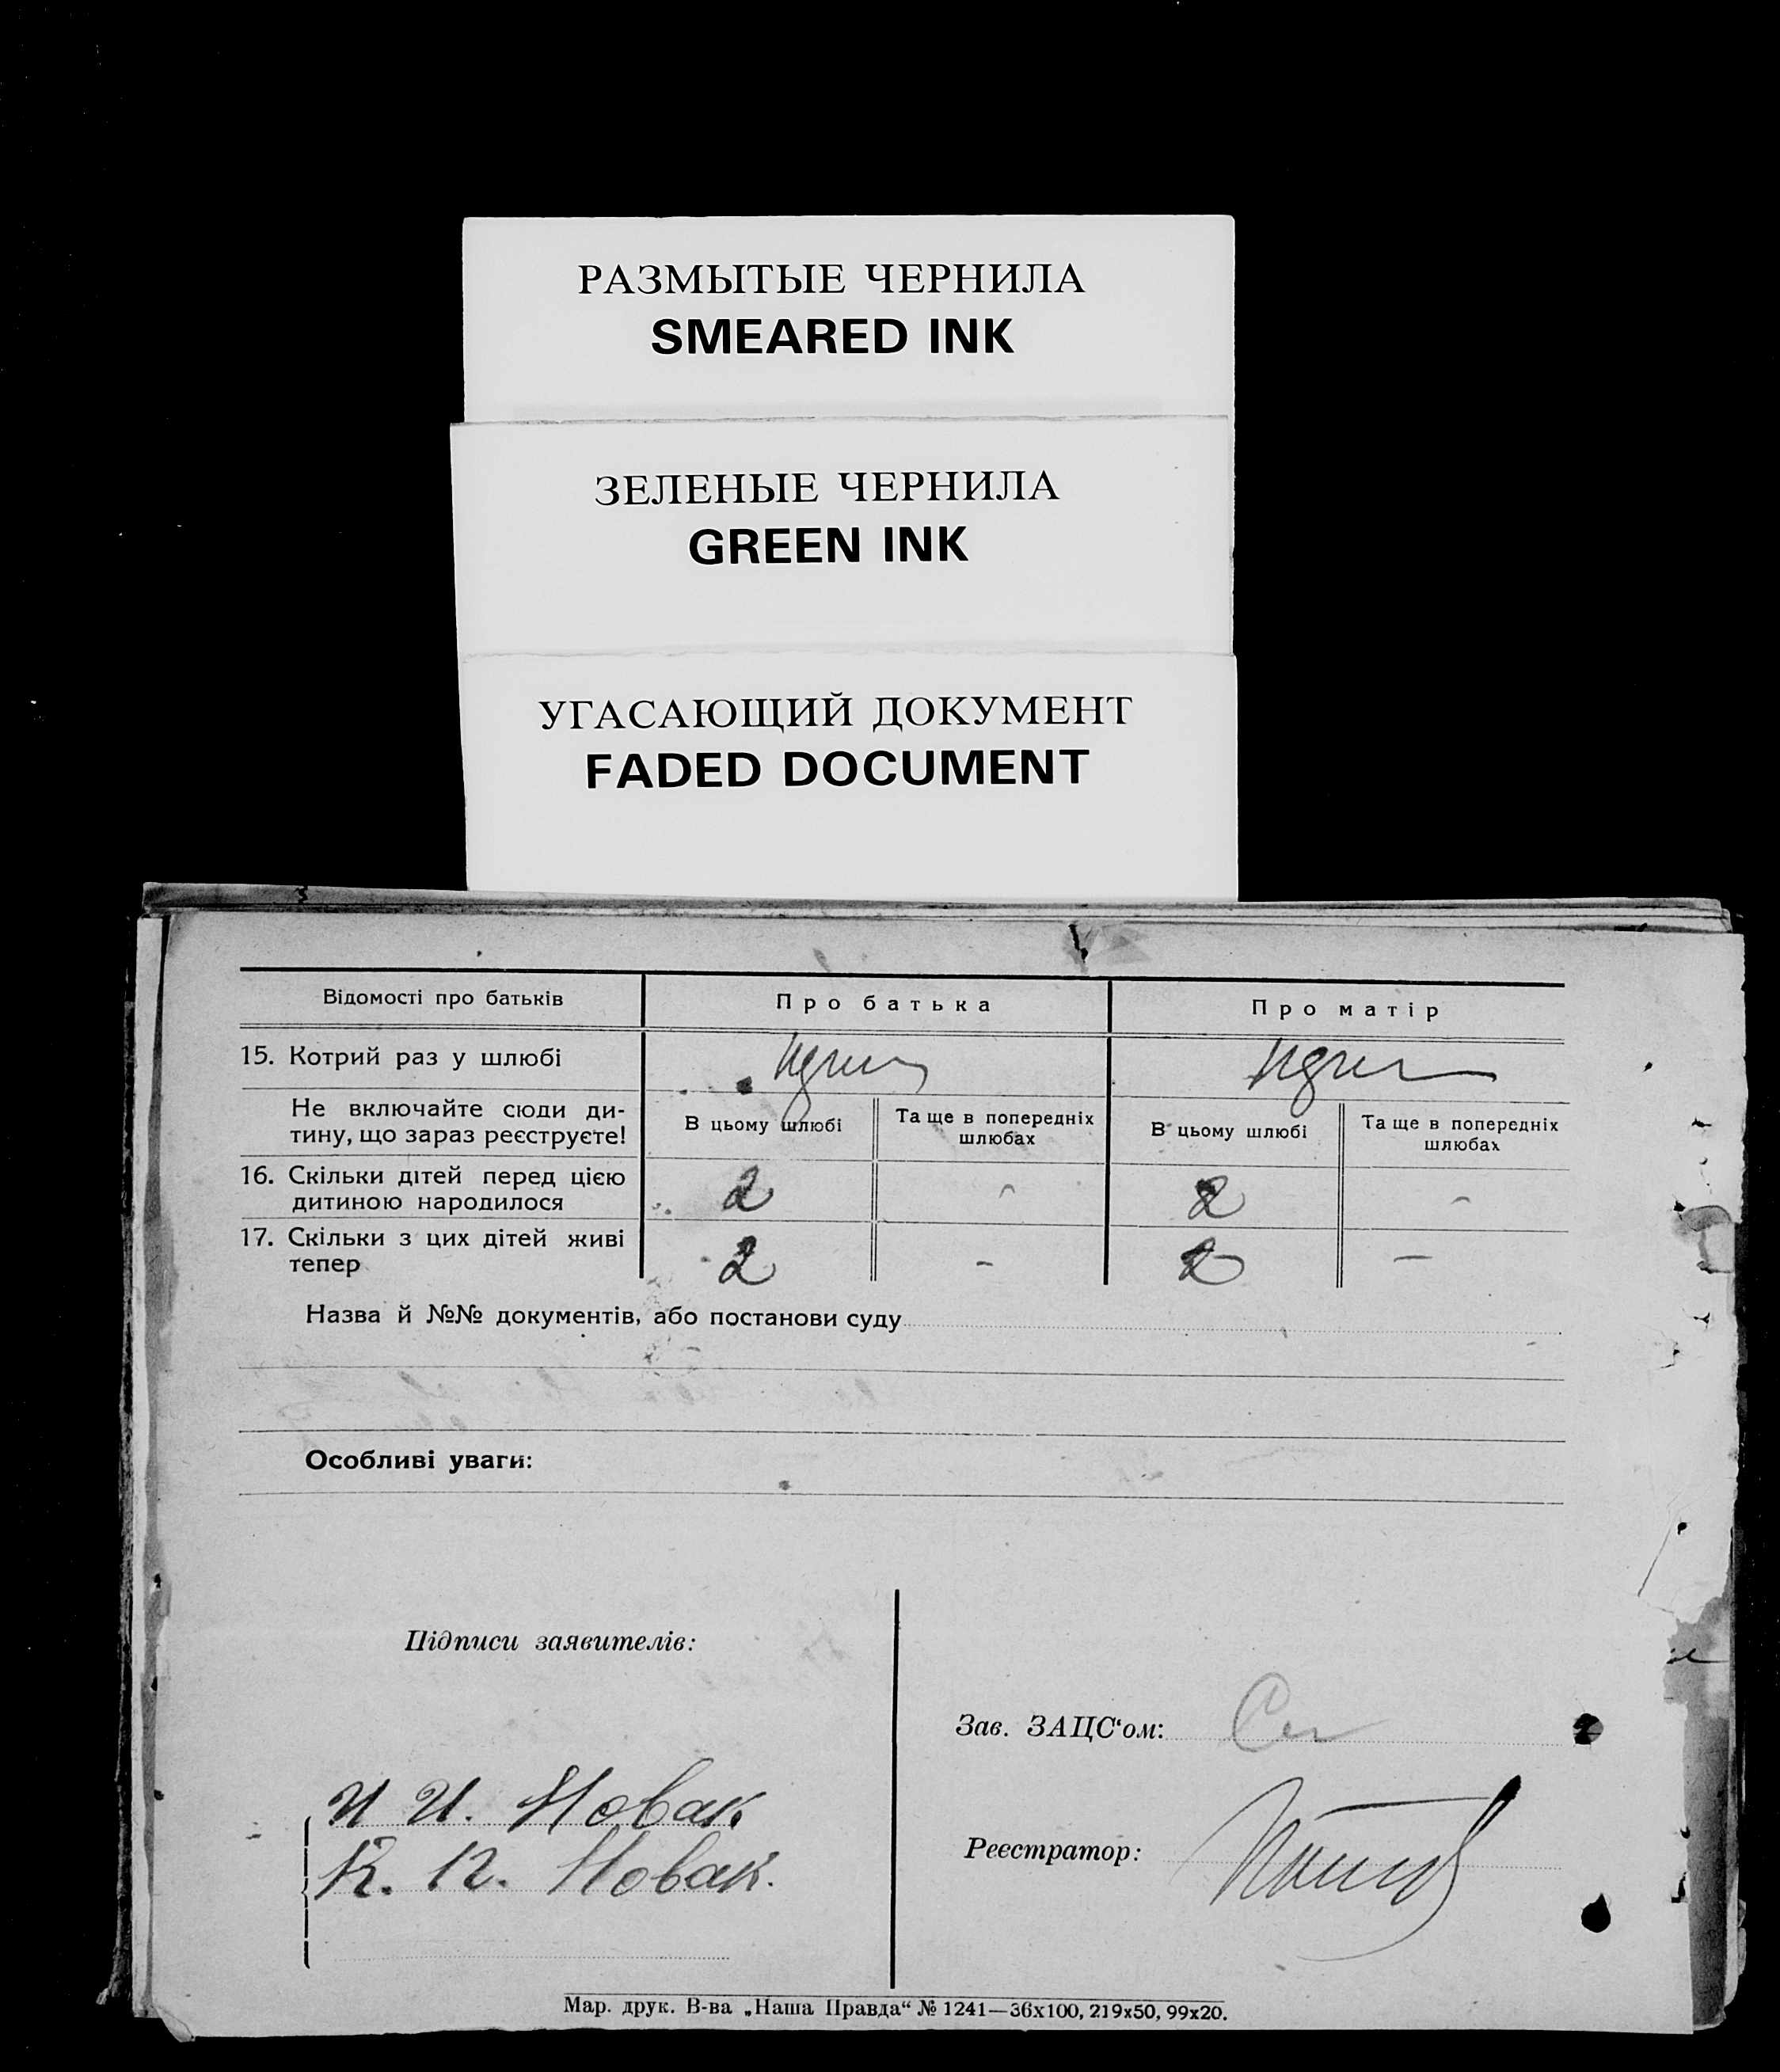 РАЗМЫТЫЕ ЧЕРНИЛА
SMEARED INK
ЗЕЛЕНЫЕ ЧЕРНИЛА
GREEN INK
УГАСАЮЩИЙ ДОКУМЕНТ
FADED DOCUMENT
Відомості про батьків
Про батька
Про матір
15. Котрий раз у шлюбі
Не включайте сюди ди-
тину, що зараз реєструєте!
В цьому шлюбі
Та ще в попередніх
шлюбах
В цьому шлюбі
Та ще в попередніх
шлюбах
16. Скільки дітей перед цією
дитиною народилося
2 - 2 -
17. Скільки з цих дітей живі
тепер
2 - 2 -
Назва й №№ документів, або постанови суду
Особливі уваги:
Підписи заявителів:
И И. Новак
К. П. Новак.
Зав. ЗАЦС‘ом:
Реестратор:
Мар. друк. В-ва „Наша Правда“ № 1241—36х100, 219х50, 99х20.